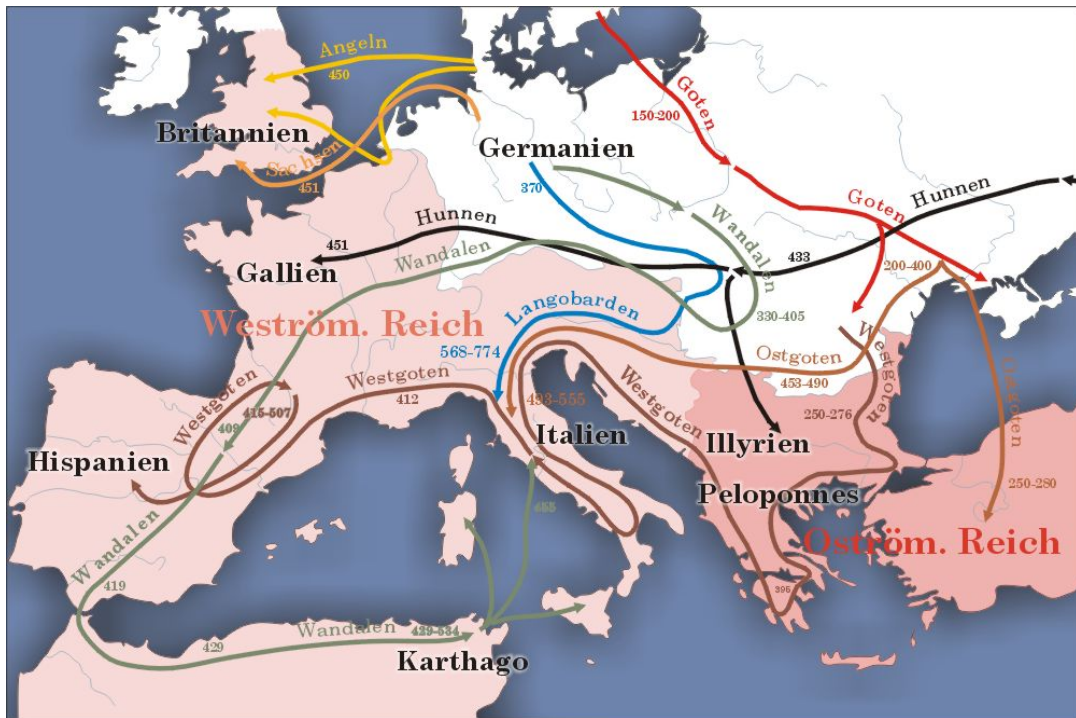 Angeln
450
Britannien
Sachsen
451
Germanien
370
Goten
150-200
Goten
Hunnen
Wandalen
433
200-400
Hunnen
451
Wandalen
Gallien
Weström. Reich
Langobarden
568-774
330-405
Ostgoten
453-490
Westgoten
250-276
Ostgoten
250-280
Westgoten
415-507
409
Westgoten
412
493-555
Italien
Westgoten
Illyrien
Hispanien
Peloponnes
Oström. Reich
455
Wandalen
419
395
429
Wandalen
429-534
Karthago